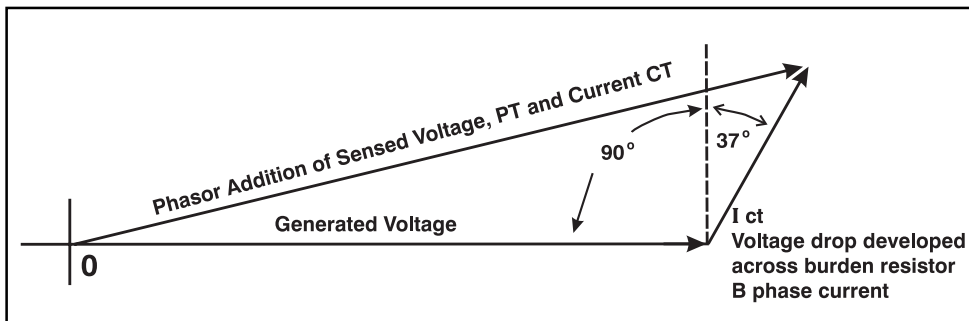 Phasor Addition of Sensed Voltage, PT and Current CT
90°
37°
Generated Voltage
0
I ct
Voltage drop developed
across burden resistor
B phase current